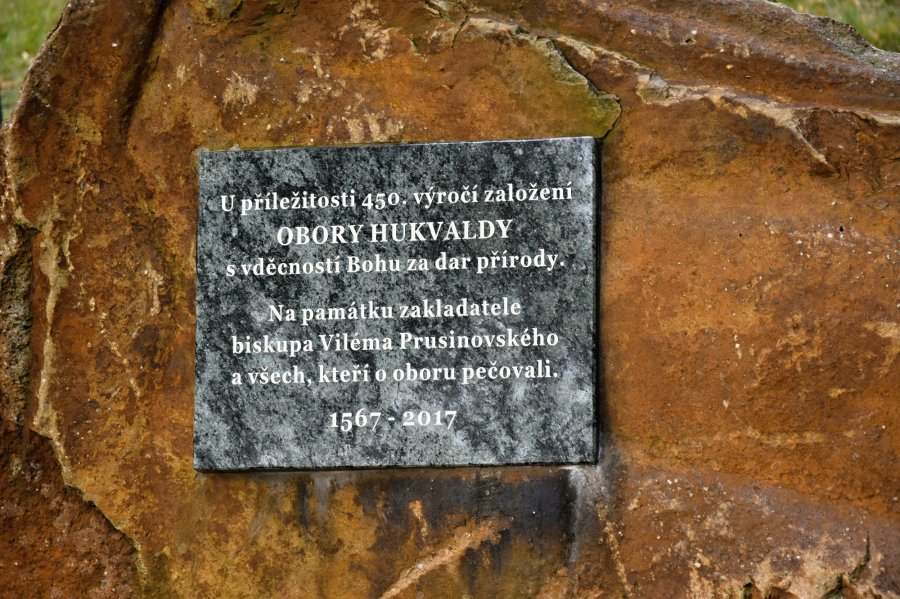 U příležitosti 450. výročí založení
OBORY HUKVALDY
s vděcností Bohu za dar přírody.
Na památku zakladatele
biskupa Viléma Prusinovského
a všech, kteří o oboru pečovali.
1567 - 2017